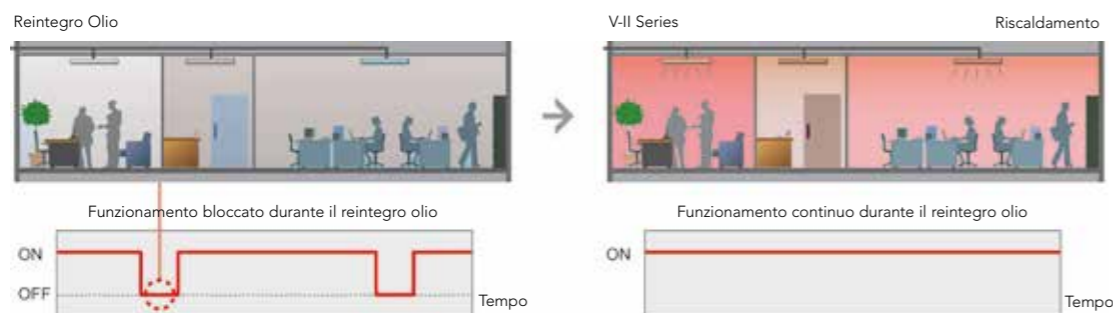 Reintegro Olio
V-II Series
Riscaldamento
Funzionamento bloccato durante il reintegro olio
Funzionamento continuo durante il reintegro olio
ON
OFF
Tempo
ON
Tempo